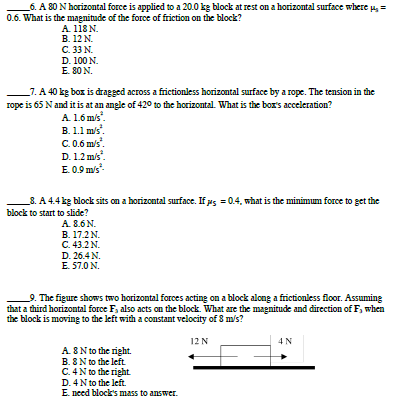 _____6. A 80 N horizontal force is applied to a 20.0 kg block at rest on a horizontal surface where μs =
0.6. What is the magnitude of the force of friction on the block?
A. 118 N.
B. 12 N.
C. 33 N.
D. 100 N.
E. 80 N.
_____7. A 40 kg box is dragged across a frictionless horizontal surface by a rope. The tension in the
rope is 65 N and it is at an angle of 42º to the horizontal. What is the box's acceleration?
A. 1.6 m/s².
B. 1.1 m/s².
C. 0.6 m/s².
D. 1.2 m/s².
E. 0.9 m/s².
_____8. A 4.4 kg block sits on a horizontal surface. If μs = 0.4, what is the minimum force to get the
block to start to slide?
A. 8.6 N.
B. 17.2 N.
C. 43.2 N.
D. 26.4 N.
E. 57.0 N.
_____9. The figure shows two horizontal forces acting on a block along a frictionless floor. Assuming
that a third horizontal force F₃ also acts on the block. What are the magnitude and direction of F₃ when
the block is moving to the left with a constant velocity of 8 m/s?
12 N 4 N
A. 8 N to the right.
B. 8 N to the left.
C. 4 N to the right.
D. 4 N to the left.
E. need block's mass to answer.